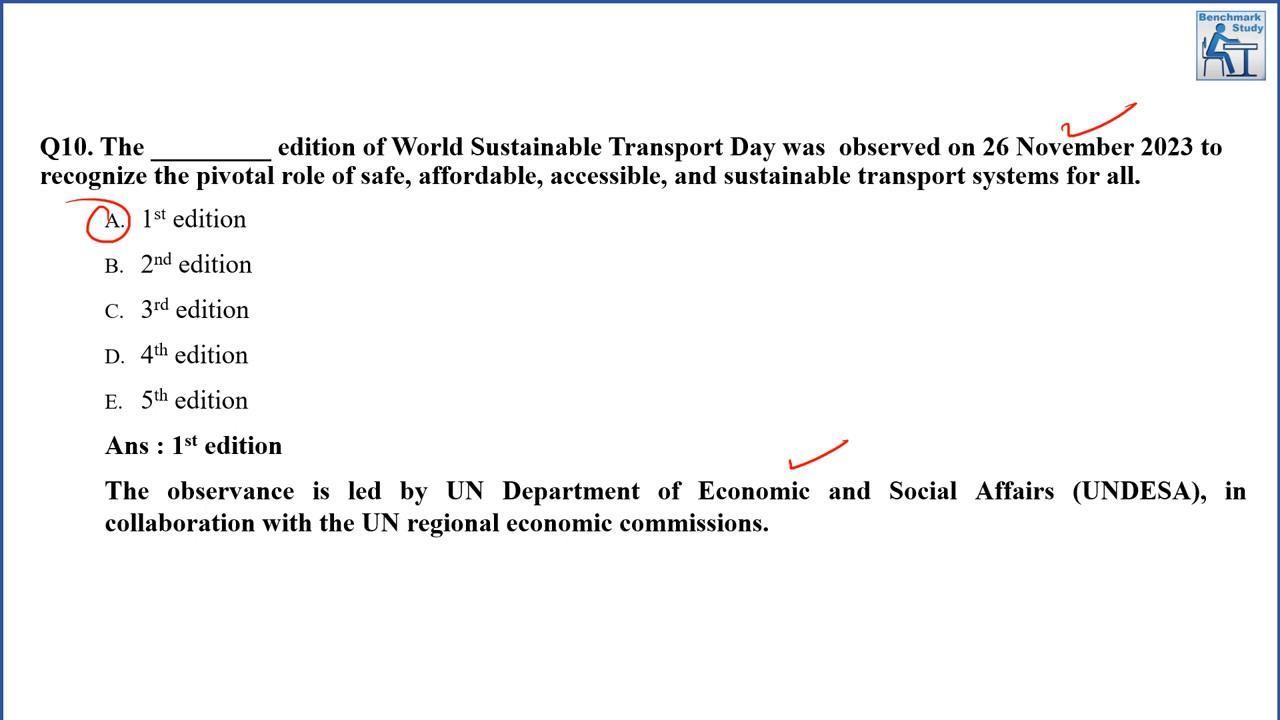 Benchmark
Study
Q10. The _________ edition of World Sustainable Transport Day was observed on 26 November 2023 to
recognize the pivotal role of safe, affordable, accessible, and sustainable transport systems for all.
A. 1st edition
B. 2nd edition
C. 3rd edition
D. 4th edition
E. 5th edition
Ans : 1st edition
The observance is led by UN Department of Economic and Social Affairs (UNDESA), in
collaboration with the UN regional economic commissions.